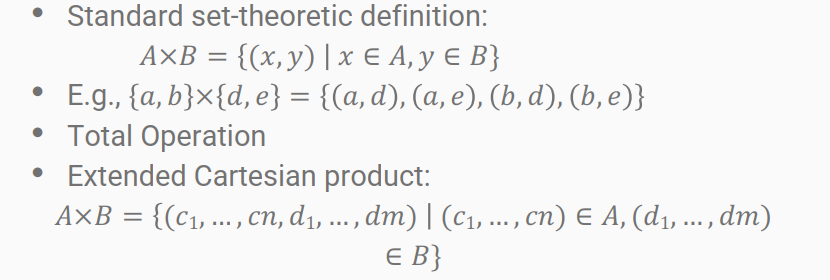 • Standard set-theoretic definition:
A×B = {(x, y) | x ∈ A, y ∈ B}
• E.g., {a, b}×{d, e} = {(a, d), (a, e), (b, d), (b, e)}
• Total Operation
• Extended Cartesian product:
A×B = {(c₁, … , cn, d₁, … , dm) | (c₁, … , cn) ∈ A, (d₁, … , dm)
∈ B}